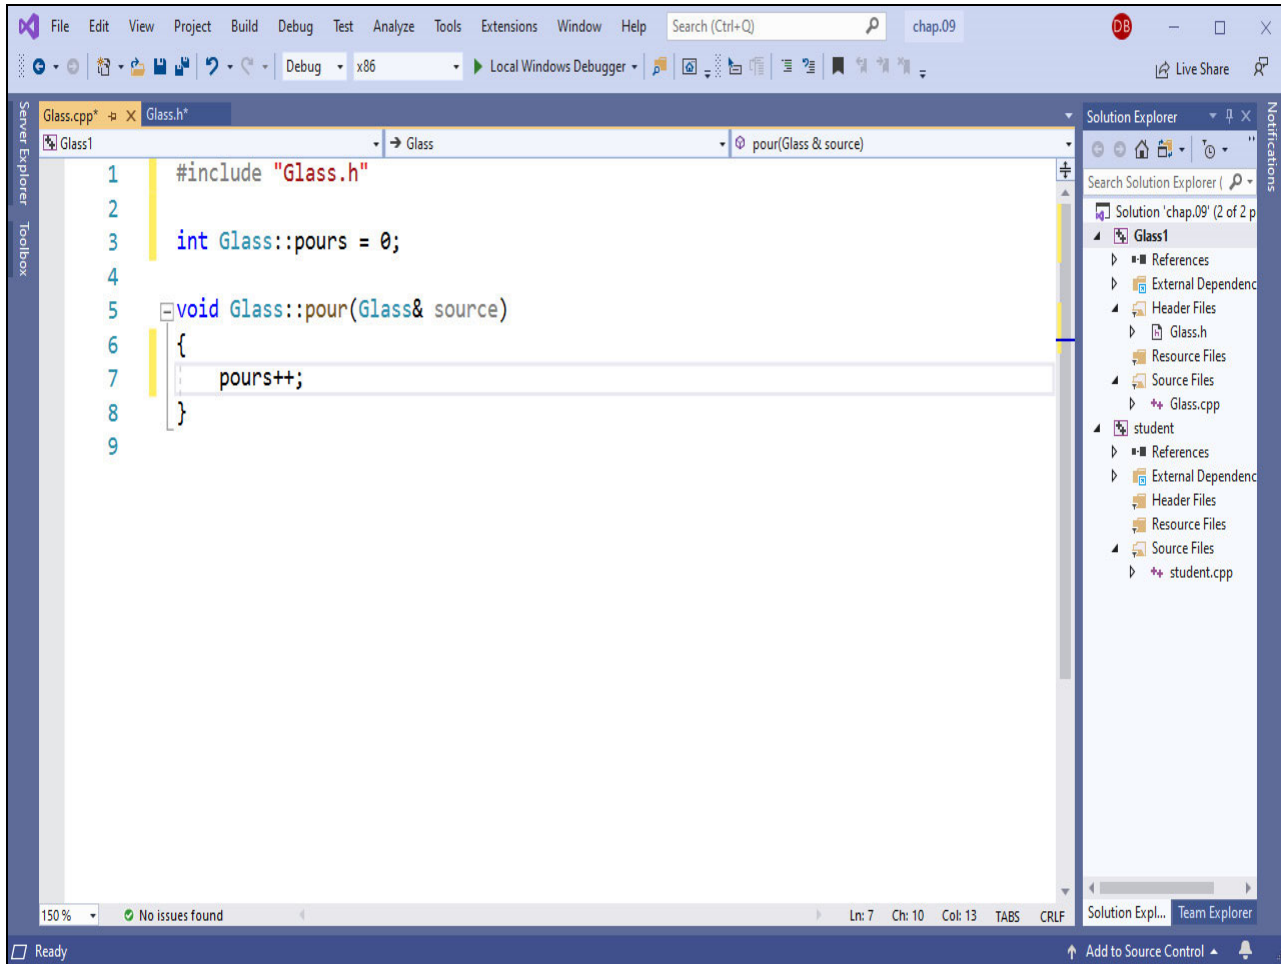 File Edit View Project Build Debug Test Analyze Tools Extensions Window Help Search (Ctrl+Q) chap.09 DB
Debug x86 Local Windows Debugger Live Share
Server Explorer
Toolbox
Glass.cpp* Glass.h*
Glass1 Glass pour(Glass & source)
1 #include "Glass.h"
2
3 int Glass::pours = 0;
4
5 void Glass::pour(Glass& source)
6 {
7 pours++;
8 }
9
150 % No issues found Ln: 7 Ch: 10 Col: 13 TABS CRLF
Solution Explorer
Search Solution Explorer (
Solution 'chap.09' (2 of 2 p
Glass1
References
External Dependenc
Header Files
Glass.h
Resource Files
Source Files
Glass.cpp
student
References
External Dependenc
Header Files
Resource Files
Source Files
student.cpp
Solution Expl... Team Explorer
Notifications
Ready Add to Source Control